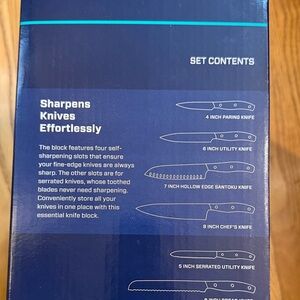 SET CONTENTS
Sharpens
Knives
Effortlessly
The block features four self-
sharpening slots that ensure
your fine-edge knives are always
sharp. The other slots are for
serrated knives, whose toothed
blades never need sharpening.
Conveniently store all your
knives in one place with this
essential knife block.
4 INCH PARING KNIFE
6 INCH UTILITY KNIFE
7 INCH HOLLOW EDGE SANTOKU KNIFE
8 INCH CHEF'S KNIFE
5 INCH SERRATED UTILITY KNIFE